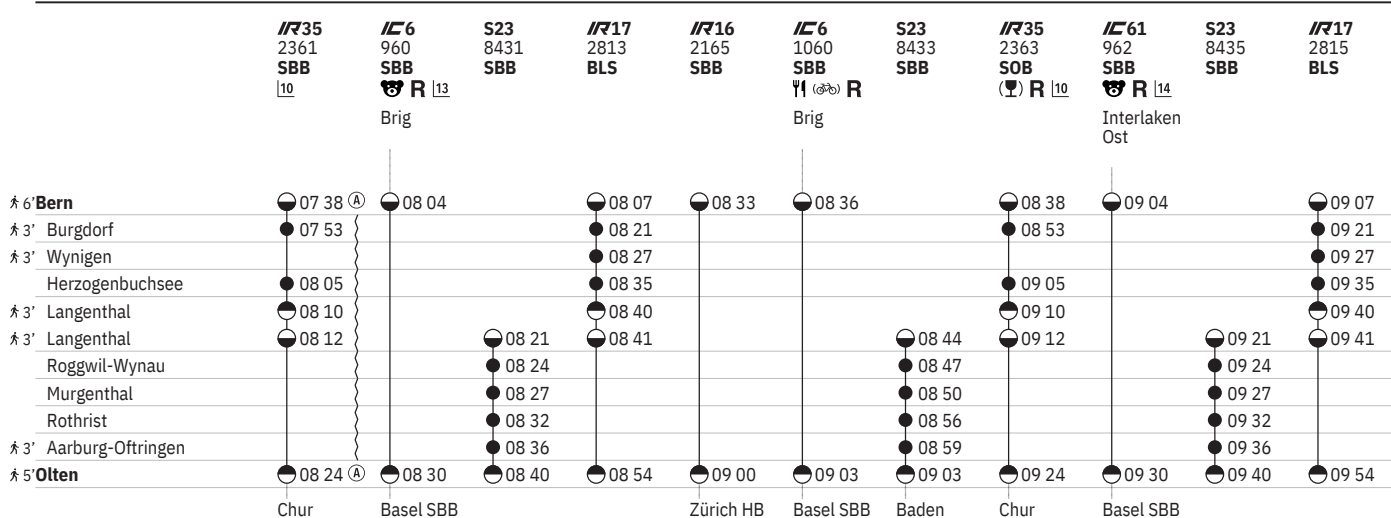 IR35 IC6 S23 IR17 IR16 IC6 S23 IR35 IC61 S23 IR17
2361 960 8431 2813 2165 1060 8433 2363 962 8435 2815
SBB SBB SBB BLS SBB SBB SBB SOB SBB SBB BLS
10 R 13 R R 10 R 14
Brig Brig Interlaken
Ost
6' Bern 07 38 A 08 04 08 07 08 33 08 36 08 38 09 04 09 07
3' Burgdorf 07 53 08 21 08 53 09 21
3' Wynigen 08 27 09 27
Herzogenbuchsee 08 05 08 35 09 05 09 35
3' Langenthal 08 10 08 40 09 10 09 40
3' Langenthal 08 12 08 21 08 41 08 44 09 12 09 21 09 41
Roggwil-Wynau 08 24 08 47 09 24
Murgenthal 08 27 08 50 09 27
Rothrist 08 32 08 56 09 32
3' Aarburg-Oftringen 08 36 08 59 09 36
5' Olten 08 24 A 08 30 08 40 08 54 09 00 09 03 09 03 09 24 09 30 09 40 09 54
Chur Basel SBB Zürich HB Basel SBB Baden Chur Basel SBB